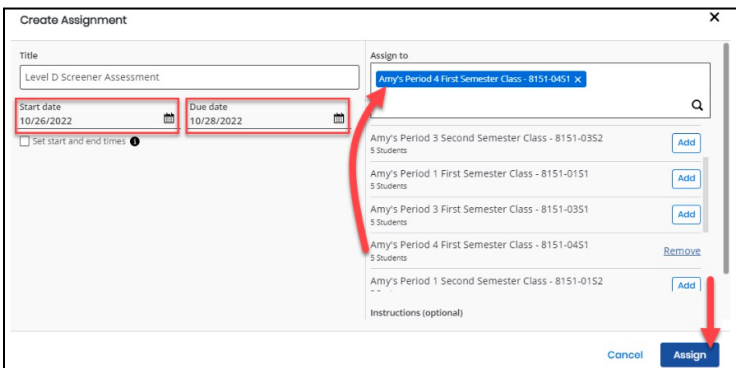 Create Assignment
Title
Level D Screener Assessment
Start date
10/26/2022
Due date
10/28/2022
Set start and end times
Assign to
Amy's Period 4 First Semester Class - 8151-04S1 ×
Amy's Period 3 Second Semester Class - 8151-03S2
5 Students
Add
Amy's Period 1 First Semester Class - 8151-01S1
5 Students
Add
Amy's Period 3 First Semester Class - 8151-03S1
5 Students
Add
Amy's Period 4 First Semester Class - 8151-04S1
5 Students
Remove
Amy's Period 1 Second Semester Class - 8151-01S2
Add
Instructions (optional)
Cancel
Assign